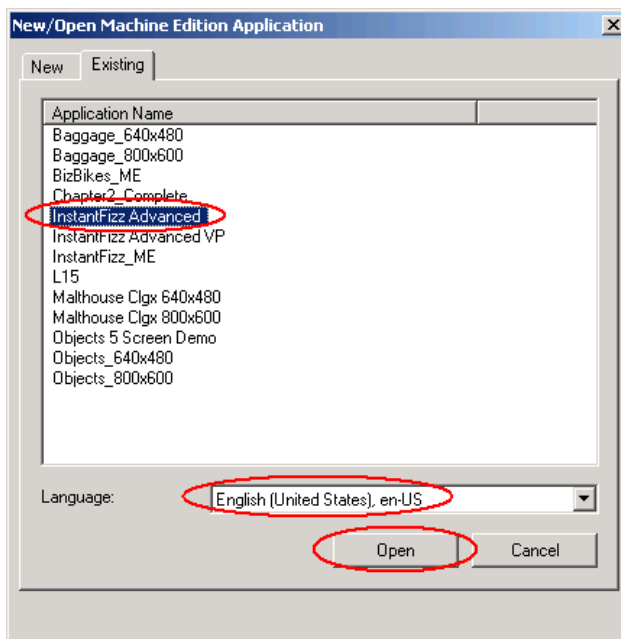 New/Open Machine Edition Application
New Existing
Application Name
Baggage_640x480
Baggage_800x600
BizBikes_ME
Chapter2_Complete
InstantFizz Advanced
InstantFizz Advanced VP
InstantFizz_ME
L15
Malthouse Clgx 640x480
Malthouse Clgx 800x600
Objects 5 Screen Demo
Objects_640x480
Objects_800x600
Language: English (United States), en-US
Open Cancel